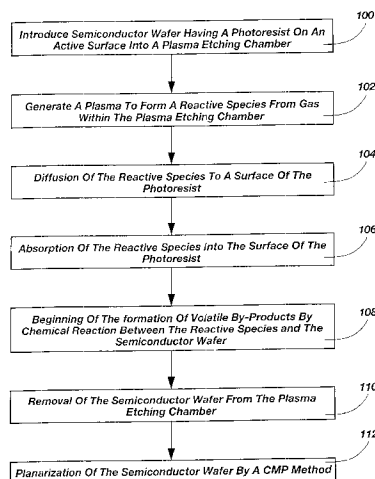 100
Introduce Semiconductor Wafer Having A Photoresist On An
Active Surface Into A Plasma Etching Chamber
102
Generate A Plasma To Form A Reactive Species From Gas
Within The Plasma Etching Chamber
104
Diffusion Of The Reactive Species To A Surface Of The
Photoresist
106
Absorption Of The Reactive Species Into The Surface Of The
Photoresist
108
Beginning Of The formation Of Volatile By-Products By
Chemical Reaction Between The Reactive Species and The
Semiconductor Wafer
110
Removal Of The Semiconductor Wafer From The Plasma
Etching Chamber
112
Planarization Of The Semiconductor Wafer By A CMP Method